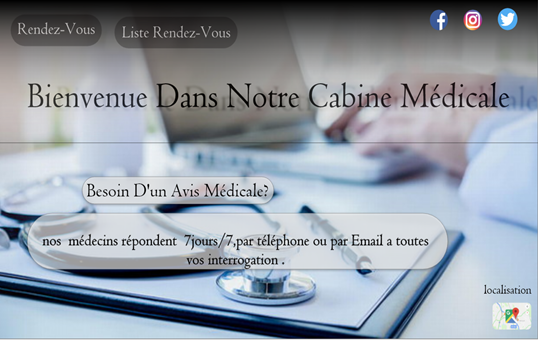 Rendez-Vous
Liste Rendez-Vous
Bienvenue Dans Notre Cabine Médicale
Besoin D'un Avis Médicale?
nos médecins répondent 7jours/7,par téléphone ou par Email a toutes
vos interrogation .
localisation